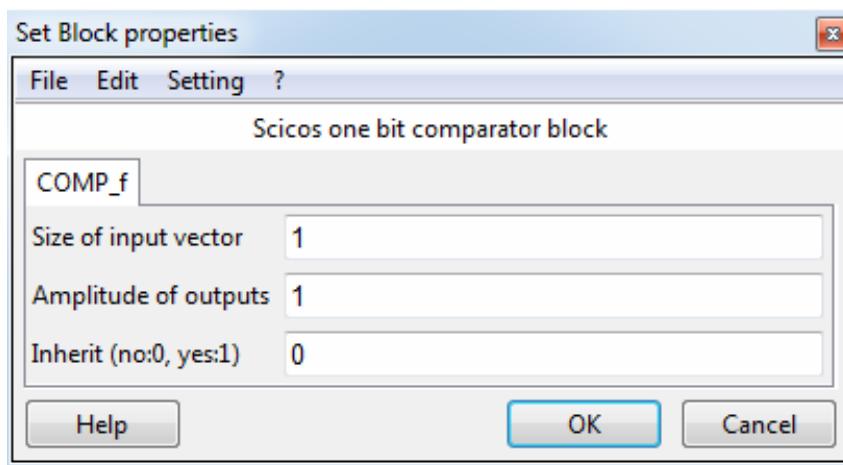 Set Block properties
File Edit Setting ?
Scicos one bit comparator block
COMP_f
Size of input vector 1
Amplitude of outputs 1
Inherit (no:0, yes:1) 0
Help OK Cancel